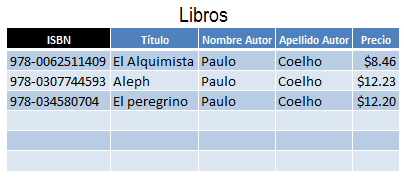 Libros
ISBN Título Nombre Autor Apellido Autor Precio
978-0062511409 El Alquimista Paulo Coelho $8.46
978-0307744593 Aleph Paulo Coelho $12.23
978-034580704 El peregrino Paulo Coelho $12.20